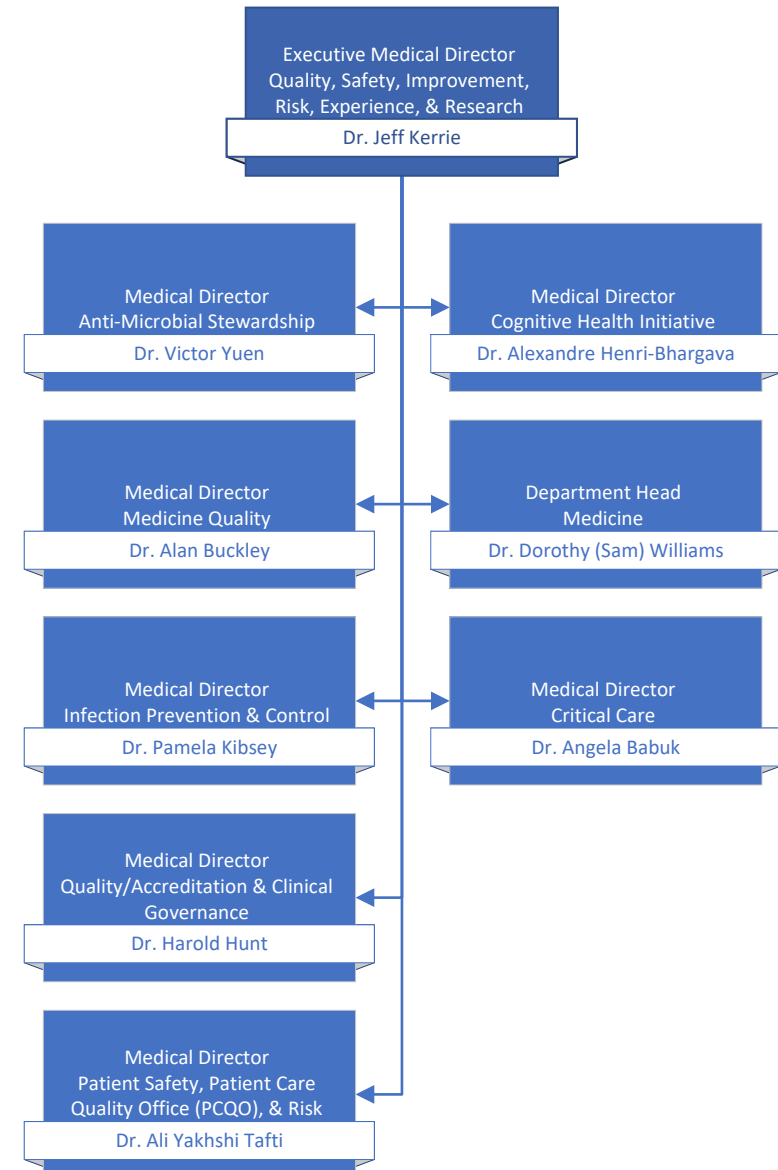 Executive Medical Director
Quality, Safety, Improvement,
Risk, Experience, & Research
Dr. Jeff Kerrie
Medical Director
Anti-Microbial Stewardship
Dr. Victor Yuen
Medical Director
Cognitive Health Initiative
Dr. Alexandre Henri-Bhargava
Medical Director
Medicine Quality
Dr. Alan Buckley
Department Head
Medicine
Dr. Dorothy (Sam) Williams
Medical Director
Infection Prevention & Control
Dr. Pamela Kibsey
Medical Director
Critical Care
Dr. Angela Babuk
Medical Director
Quality/Accreditation & Clinical
Governance
Dr. Harold Hunt
Medical Director
Patient Safety, Patient Care
Quality Office (PCQO), & Risk
Dr. Ali Yakhshi Tafti